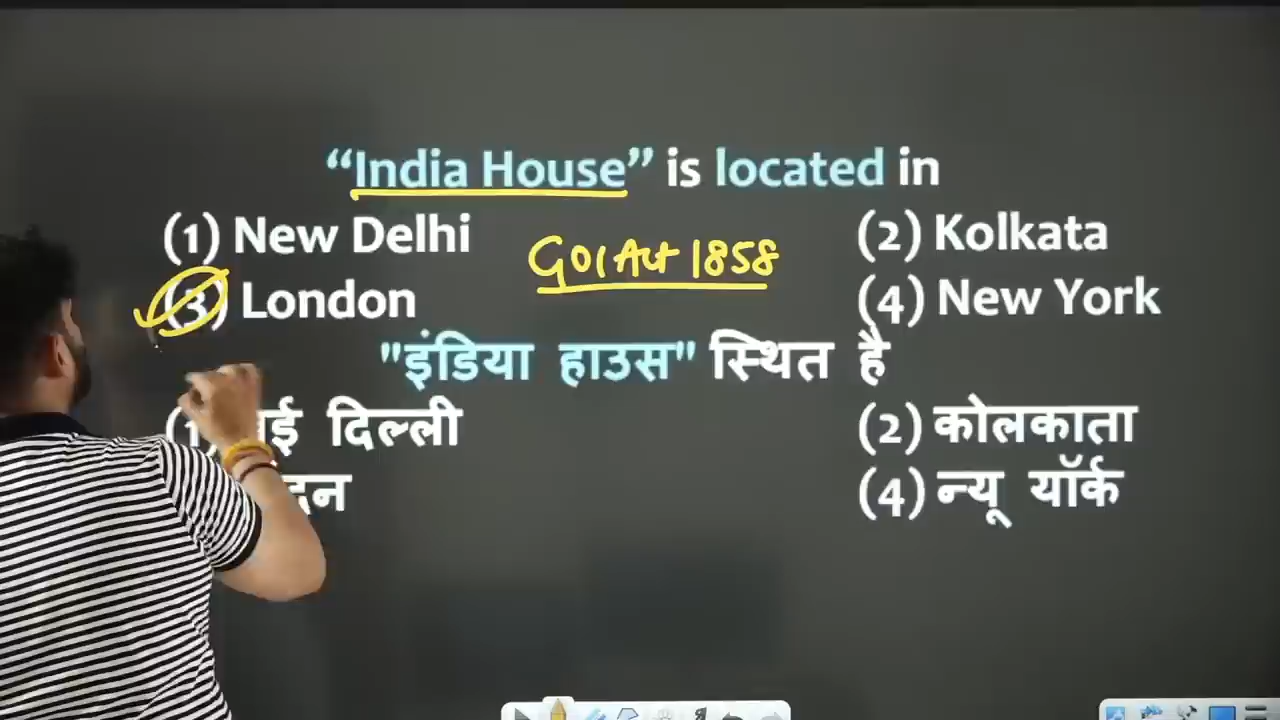 “India House” is located in
(1) New Delhi
(2) Kolkata
GOI Act 1858
(3) London
(4) New York
"इंडिया हाउस" स्थित है
दिल्ली
(2) कोलकाता
(4) न्यू यॉर्क